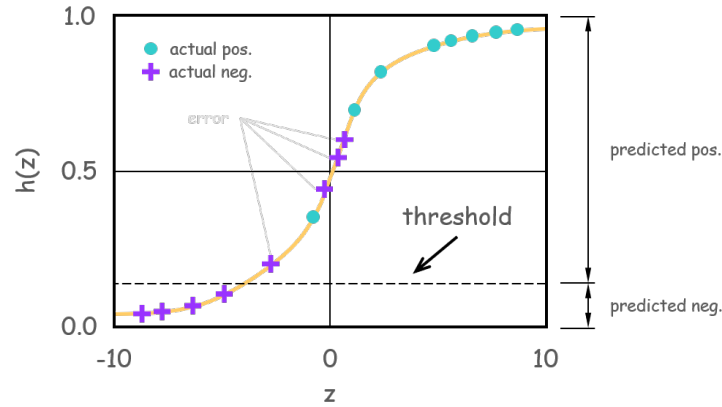 1.0
actual pos.
actual neg.
error
0.5
h(z)
predicted pos.
threshold
predicted neg.
0.0
-10
0
10
z